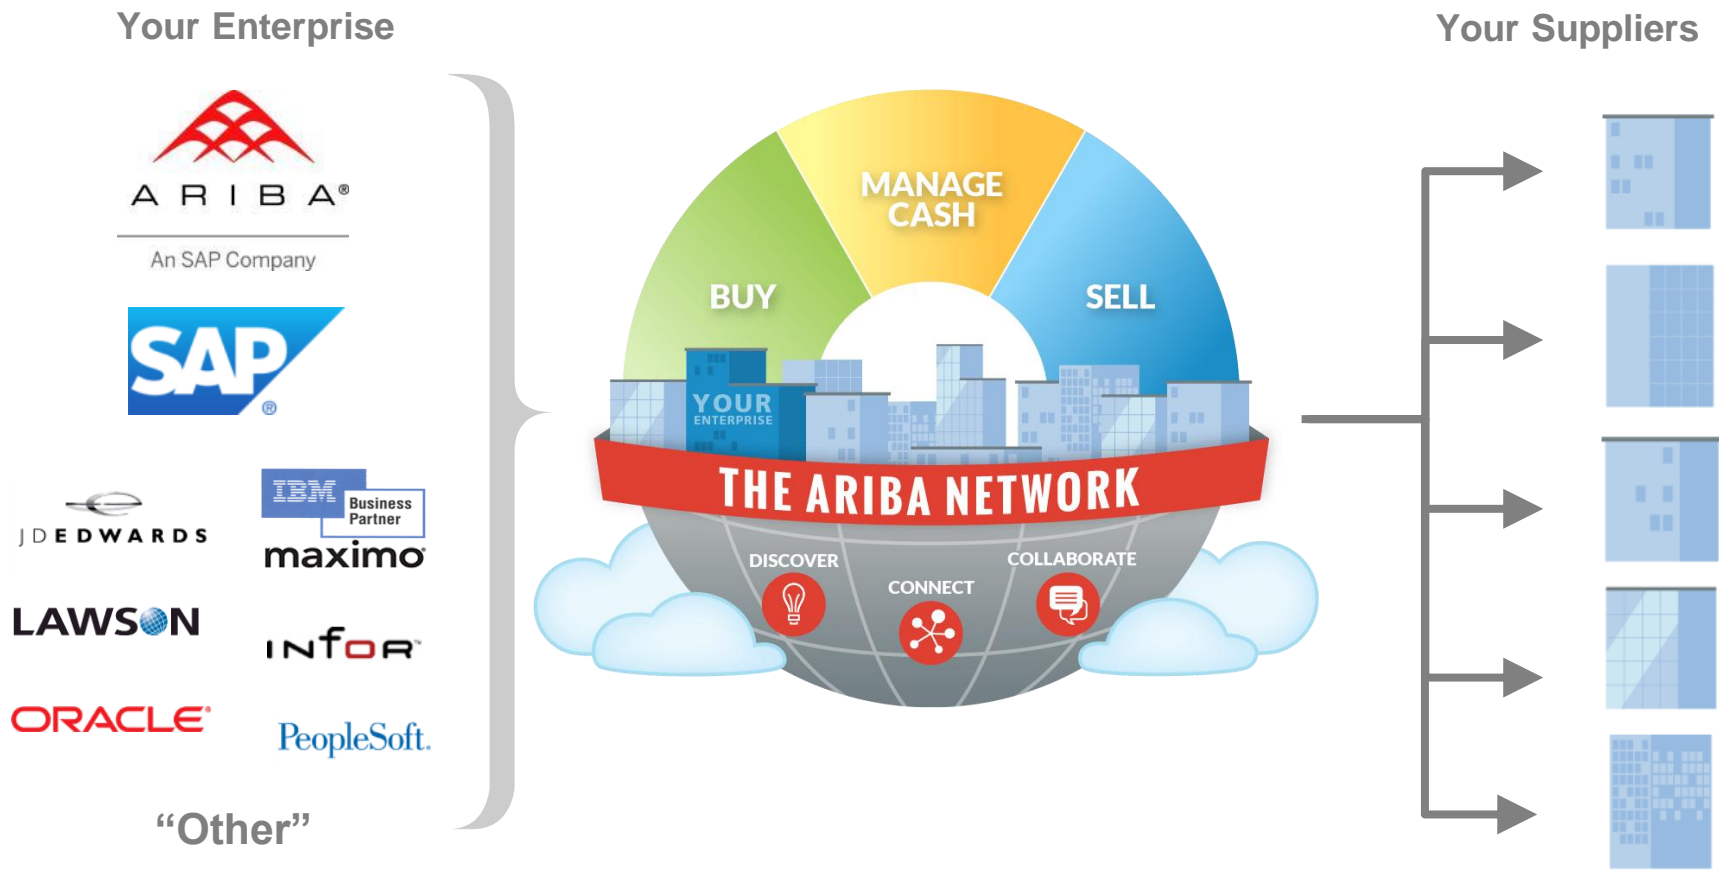 Your Enterprise
Your Suppliers
ARIBA®
An SAP Company
SAP
®
JDEDWARDS
IBM
Business
Partner
maximo
LAWSON
INFOR™
ORACLE®
PeopleSoft.
“Other”
MANAGE
CASH
BUY
SELL
YOUR
ENTERPRISE
THE ARIBA NETWORK
DISCOVER
CONNECT
COLLABORATE